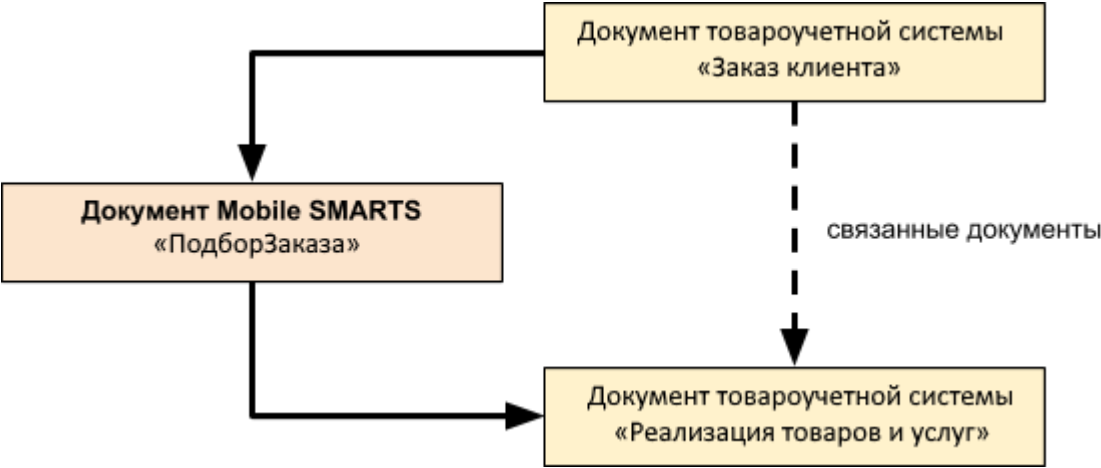 Документ товароучетной системы
«Заказ клиента»
Документ Mobile SMARTS
«ПодборЗаказа»
связанные документы
Документ товароучетной системы
«Реализация товаров и услуг»